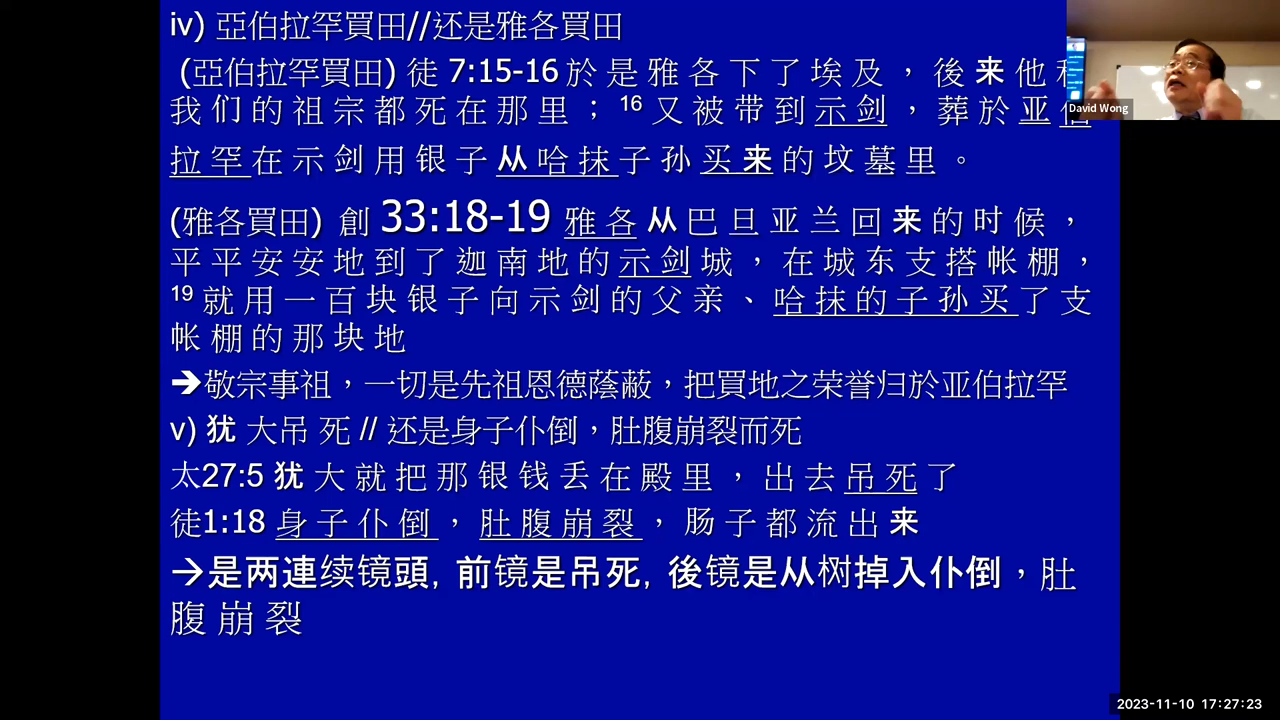 iv) 亞伯拉罕買田//还是雅各買田
(亞伯拉罕買田) 徒 7:15-16 於是雅各下了埃及，後来他
我们的祖宗都死在那里；16 又被带到示剑，葬於亚伯
拉罕在示剑用银子从哈抹子孙买来的坟墓里。
(雅各買田) 創 33:18-19 雅各从巴旦亚兰回来的时候，
平平安安地到了迦南地的示剑城，在城东支搭帐棚，
19 就用一百块银子向示剑的父亲、哈抹的子孙买了支
帐棚的那块地
➔敬宗事祖，一切是先祖恩德蔭蔽，把買地之荣誉归於亚伯拉罕
v) 犹大吊死 // 还是身子仆倒，肚腹崩裂而死
太27:5 犹大就把那银钱丢在殿里，出去吊死了
徒1:18 身子仆倒，肚腹崩裂，肠子都流出来
→是两連续镜頭, 前镜是吊死, 後镜是从树掉入仆倒，肚
腹崩裂
David Wong
2023-11-10 17:27:23